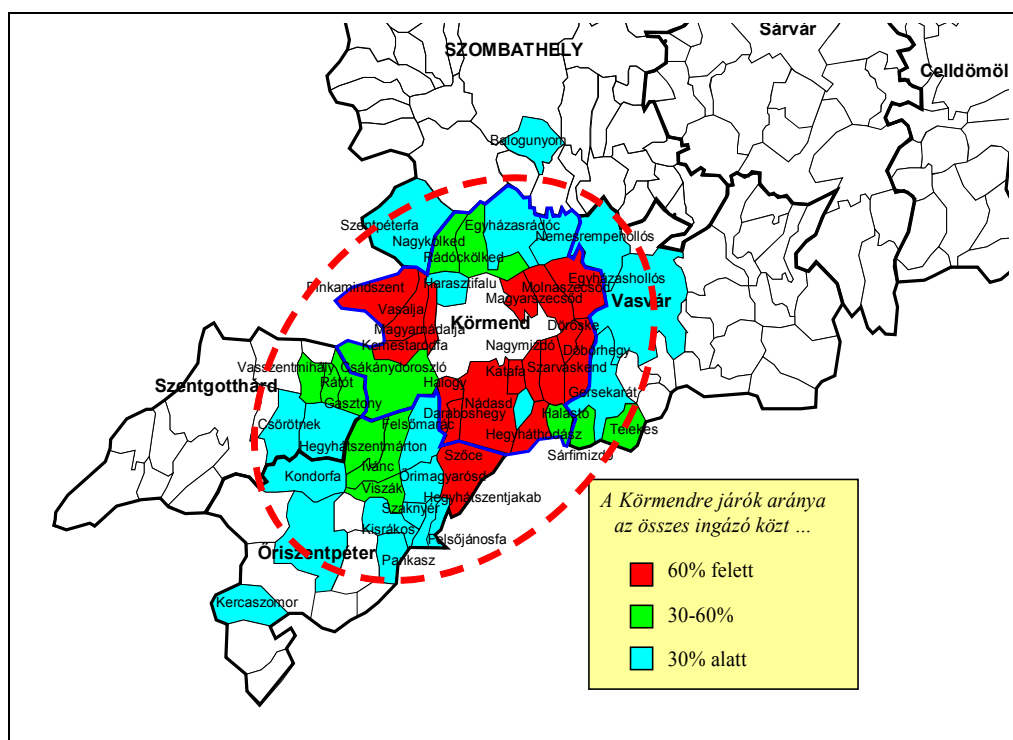 Sárvár
SZOMBATHELY
Celldömöl
Balogunyom
Szentpéterfa
Egyházasrádóc
Nagykölked
Nemesrempehollós
Rádóckölked
Egyházashollós
Harasztifalu
Pinkamindszent
Molnaszecsőd
Magyarszecsőd
Vasvár
Vasalja
Körmend
Döröske
Magyarnádalja
Kemestaródfa
Nagymizdó
Döbörhegy
Vasszentmihály
Csákánydoroszló
Katafa
Szarvaskend
Szentgotthárd
Rátót
Halogy
Gersekarát
Gasztony
Nádasd
Daraboshegy
Halastó
Csörötnek
Felsőmarác
Telekes
Hegyháthodász
Hegyhátszentmárton
Szőce
Sárfimizdó
Ivánc
Kondorfa
Őrimagyarósd
Viszák
Hegyhátszentjakab
Szaknyér
Kisrákos
Felsőjánosfa
Őriszentpéter
Pankasz
Kercaszomor
A Körmendre járók aránya
az összes ingázó közt ...
60% felett
30-60%
30% alatt